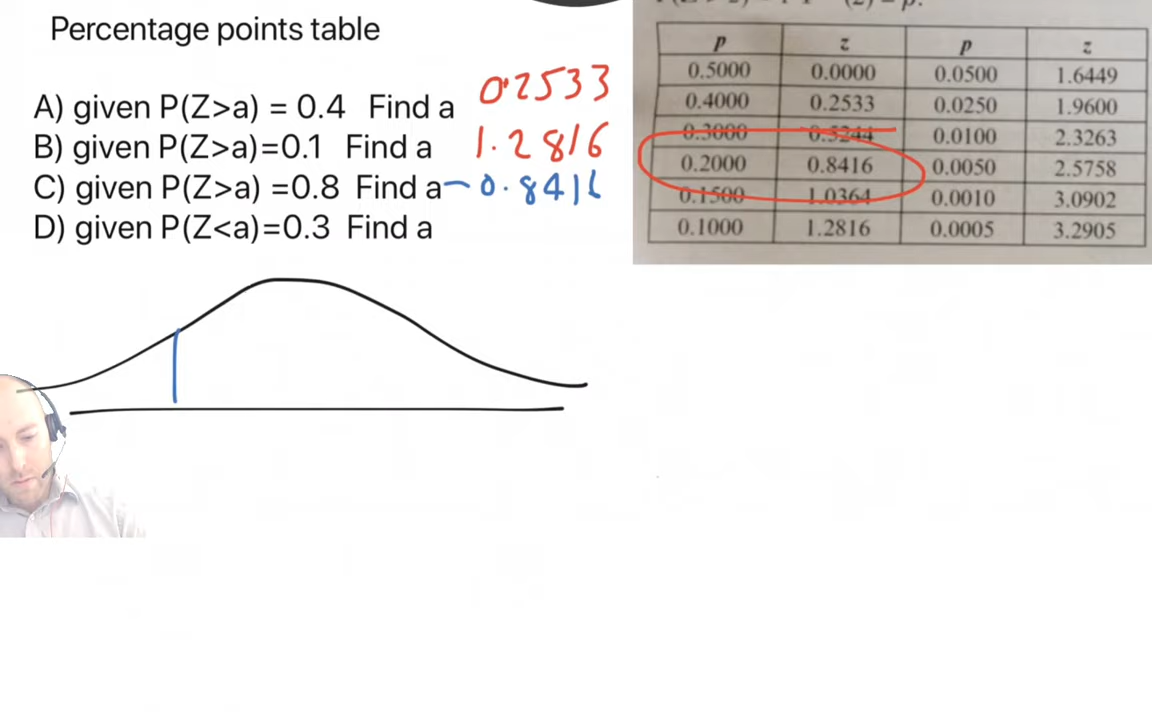 Percentage points table
A) given P(Z>a) = 0.4 Find a 0.2533
B) given P(Z>a)=0.1 Find a 1.2816
C) given P(Z>a) =0.8 Find a -0.8416
D) given P(Z<a)=0.3 Find a
p z p z
0.5000 0.0000 0.0500 1.6449
0.4000 0.2533 0.0250 1.9600
0.3000 0.5244 0.0100 2.3263
0.2000 0.8416 0.0050 2.5758
0.1500 1.0364 0.0010 3.0902
0.1000 1.2816 0.0005 3.2905